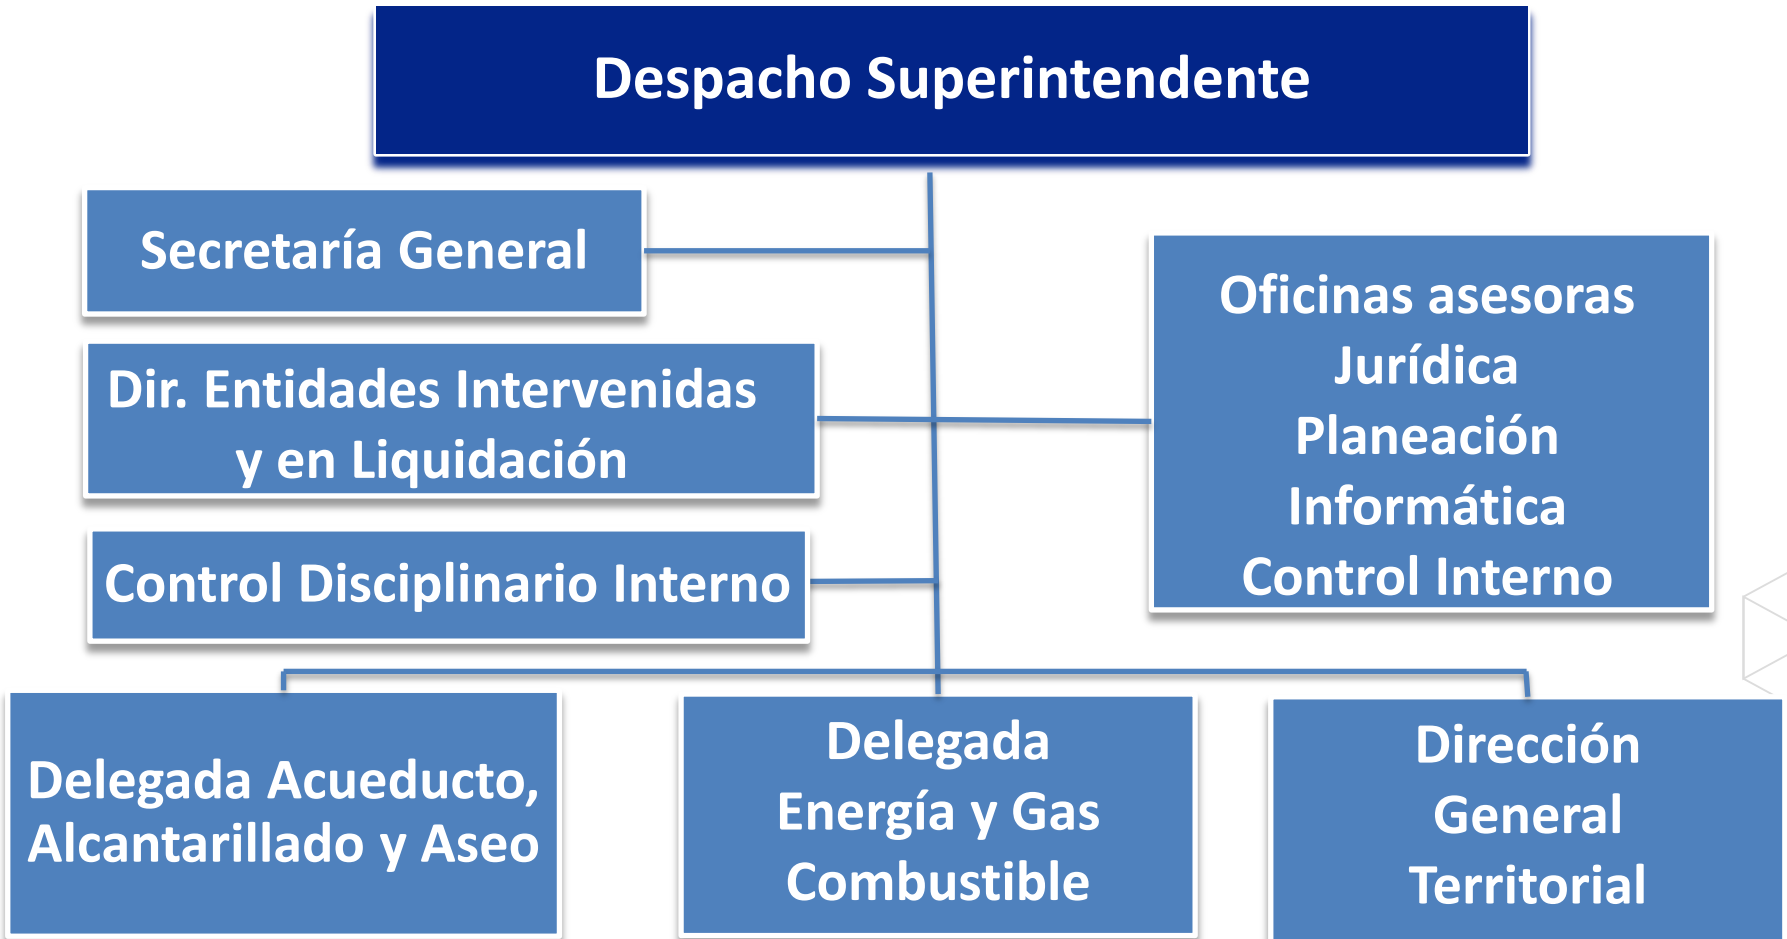 Despacho Superintendente
Secretaría General
Dir. Entidades Intervenidas
y en Liquidación
Control Disciplinario Interno
Oficinas asesoras
Jurídica
Planeación
Informática
Control Interno
Delegada Acueducto,
Alcantarillado y Aseo
Delegada
Energía y Gas
Combustible
Dirección
General
Territorial